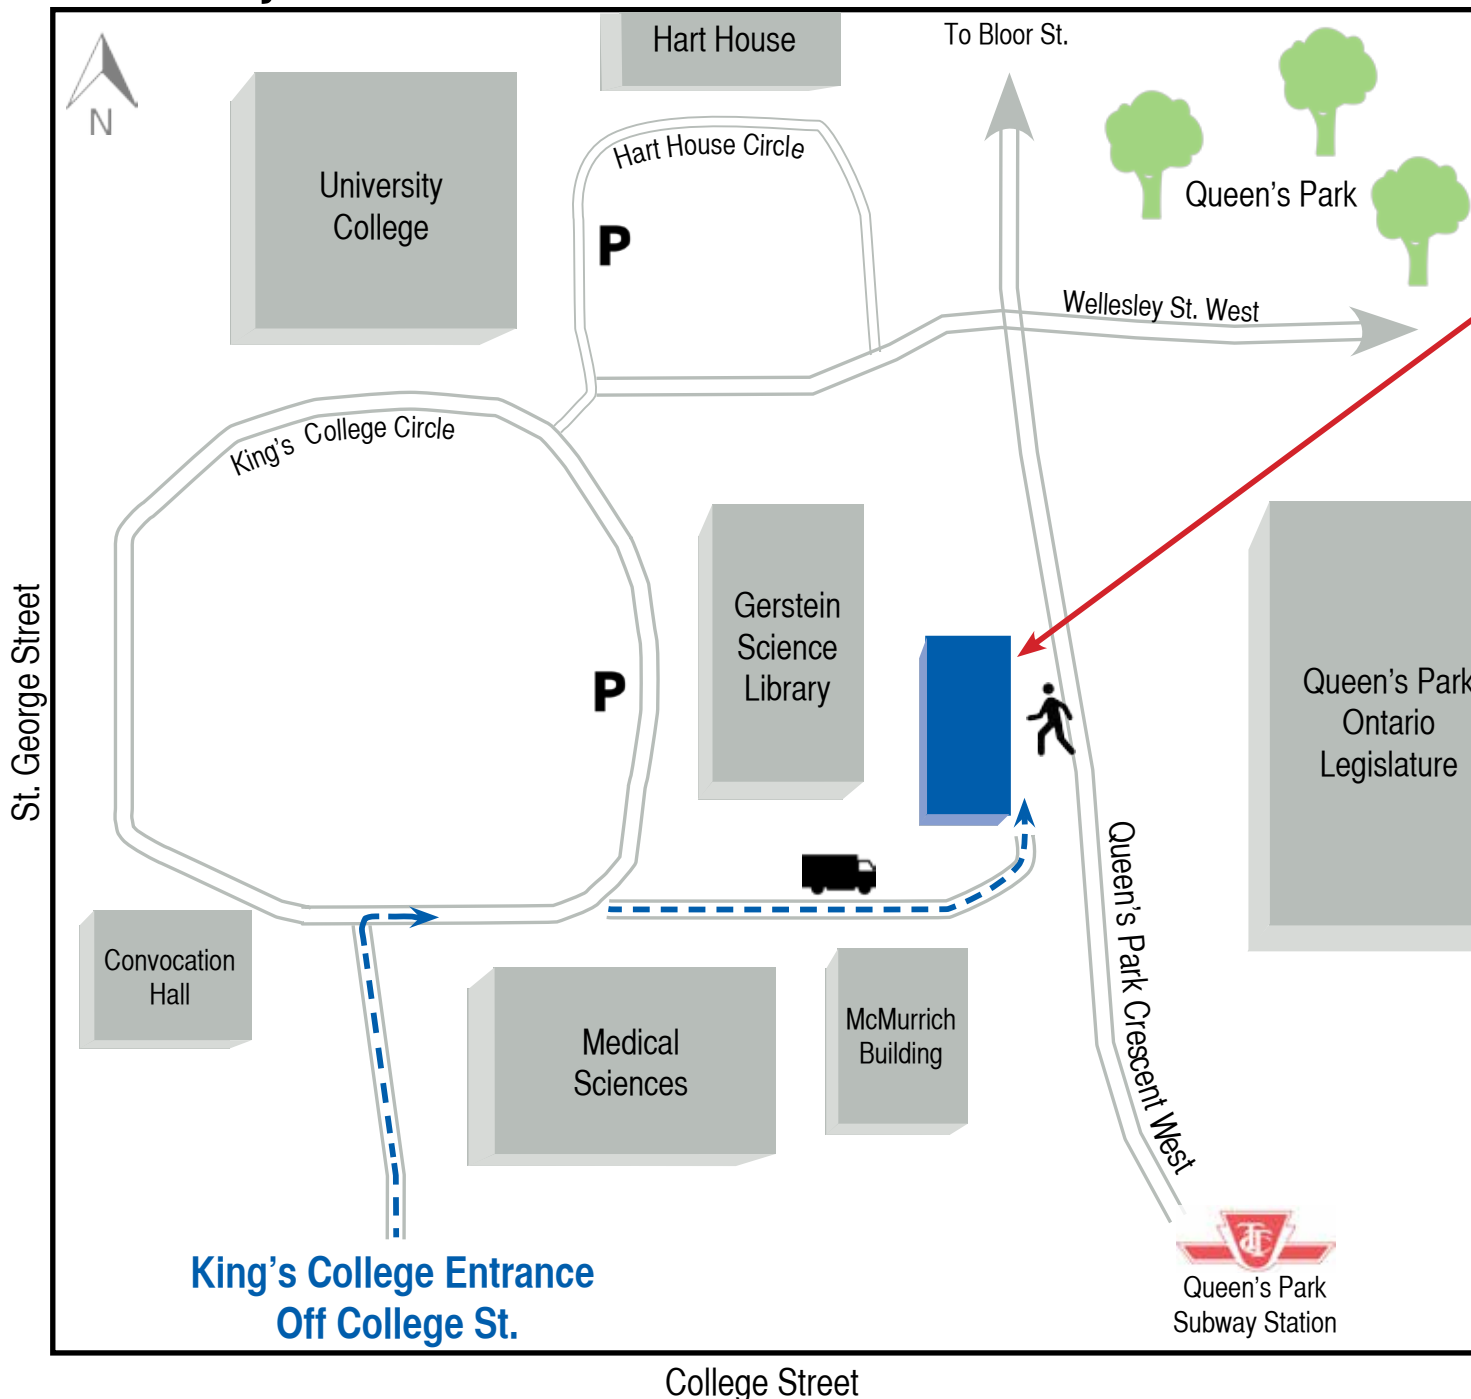 Hart House
To Bloor St.
N
Hart House Circle
University
College
Queen's Park
P
Wellesley St. West
King's College Circle
Gerstein
Science
Library
St. George Street
P
Queen's Park
Ontario
Legislature
Queen's Park Crescent West
Convocation
Hall
Medical
Sciences
McMurrich
Building
King's College Entrance
Off College St.
TTC
Queen's Park
Subway Station
College Street